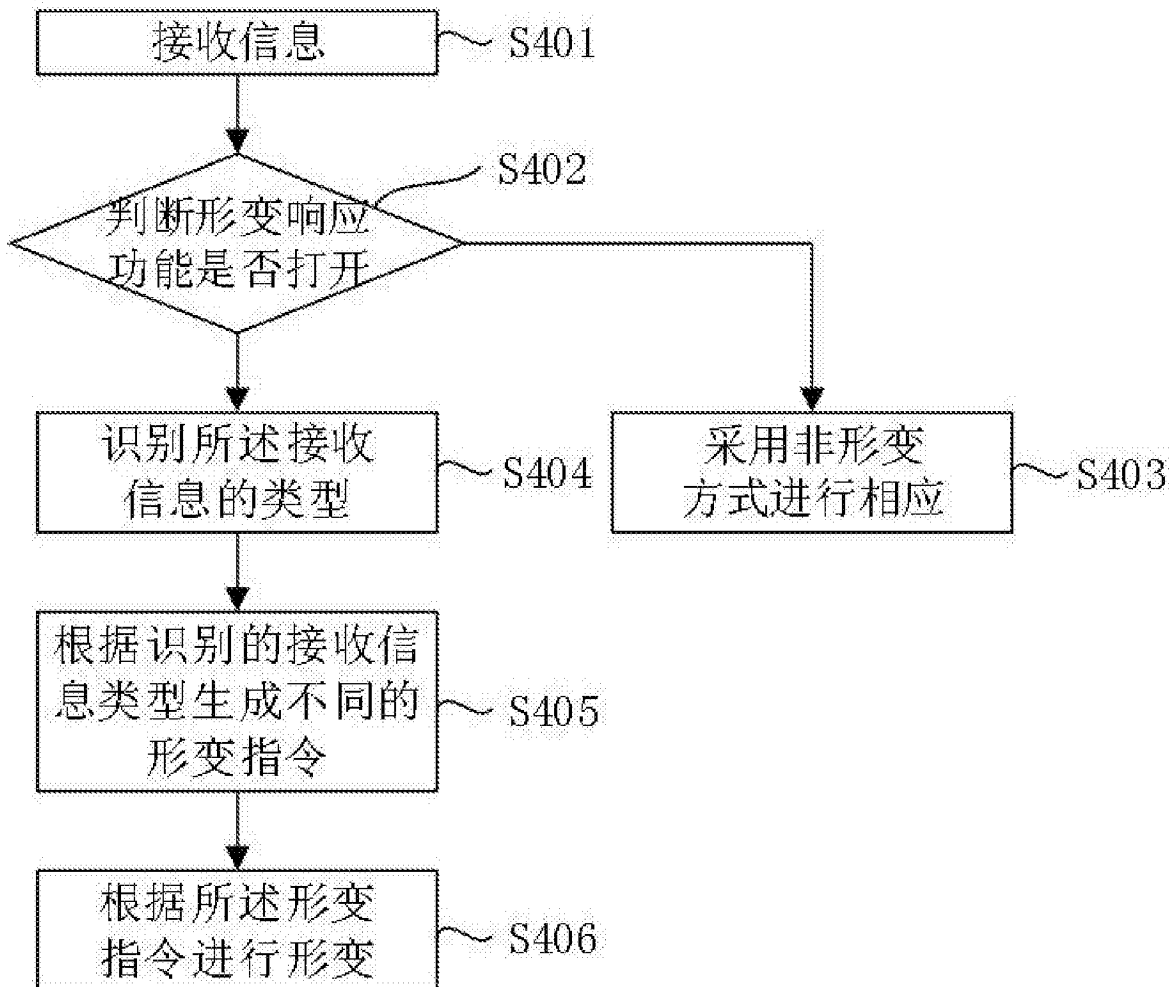 接收信息
S401
S402
判断形变响应
功能是否打开
识别所述接收
信息的类型
S404
采用非形变
方式进行相应
S403
根据识别的接收信
息类型生成不同的
形变指令
S405
根据所述形变
指令进行形变
S406